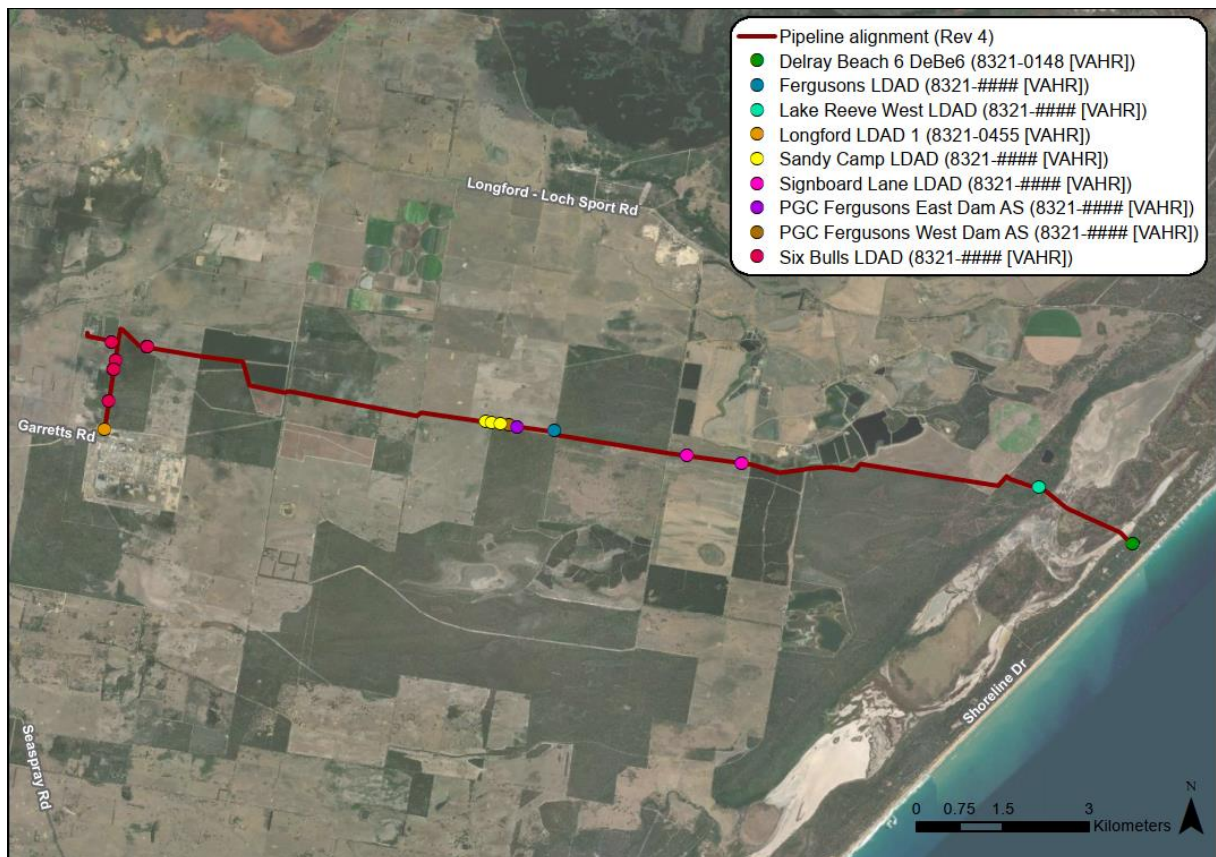 Pipeline alignment (Rev 4)
Delray Beach 6 DeBe6 (8321-0148 [VAHR])
Fergusons LDAD (8321-#### [VAHR])
Lake Reeve West LDAD (8321-#### [VAHR])
Longford LDAD 1 (8321-0455 [VAHR])
Sandy Camp LDAD (8321-#### [VAHR])
Signboard Lane LDAD (8321-#### [VAHR])
PGC Fergusons East Dam AS (8321-#### [VAHR])
PGC Fergusons West Dam AS (8321-#### [VAHR])
Six Bulls LDAD (8321-#### [VAHR])
Longford - Loch Sport Rd
Garretts Rd
Shoreline Dr
Seaspray Rd
N
0 0.75 1.5 3
Kilometers